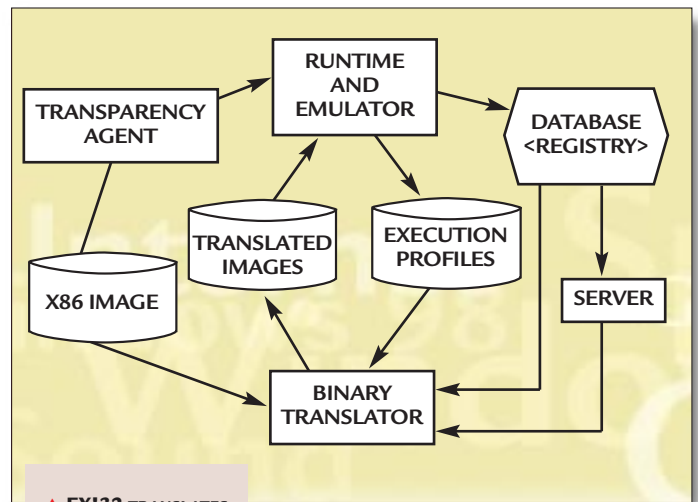 RUNTIME
AND
EMULATOR
TRANSPARENCY
AGENT
DATABASE
<REGISTRY>
TRANSLATED
IMAGES
EXECUTION
PROFILES
X86 IMAGE
SERVER
BINARY
TRANSLATOR